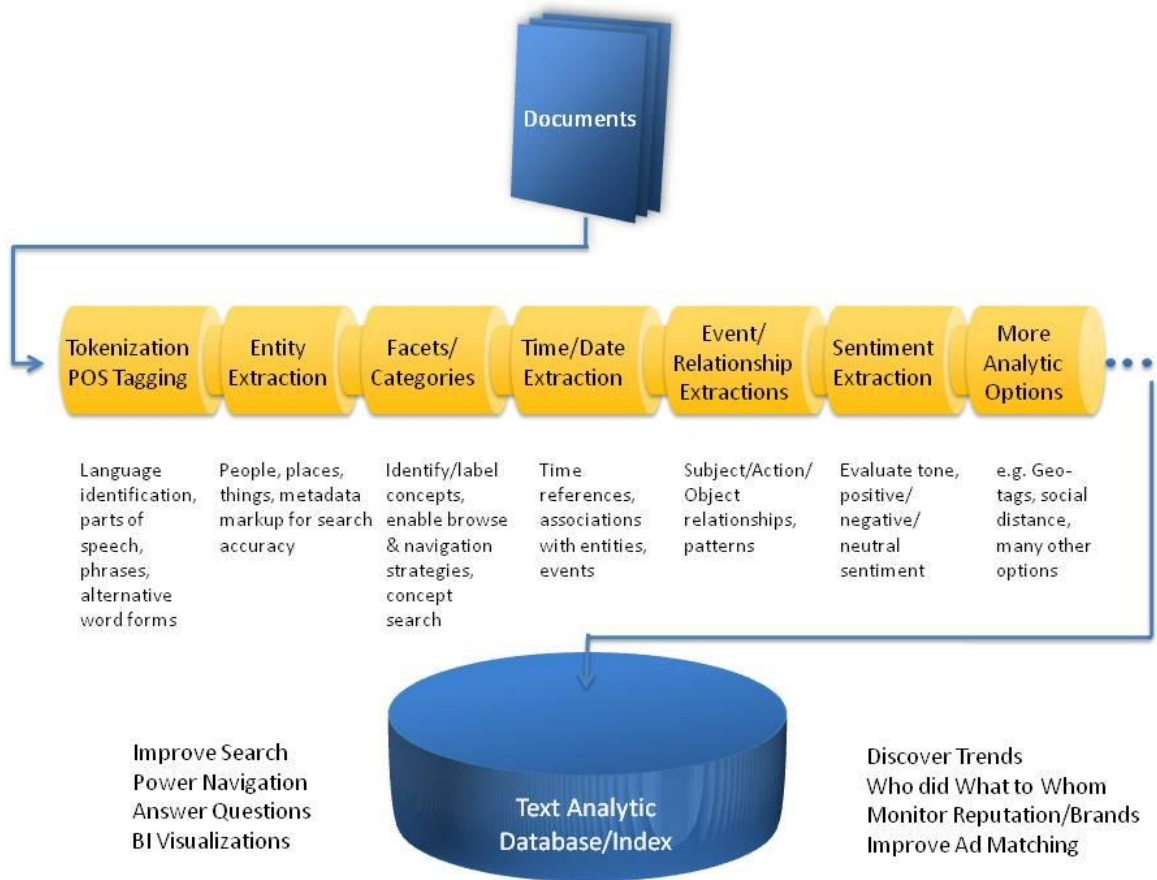 Documents
Tokenization
POS Tagging
Entity
Extraction
Facets/
Categories
Time/Date
Extraction
Event/
Relationship
Extractions
Sentiment
Extraction
More
Analytic
Options
Language
identification,
parts of
speech,
phrases,
alternative
word forms
People, places,
things, metadata
markup for search
accuracy
Identify/label
concepts,
enable browse
& navigation
strategies,
concept
search
Time
references,
associations
with entities,
events
Subject/Action/
Object
relationships,
patterns
Evaluate tone,
positive/
negative/
neutral
sentiment
e.g. Geo-
tags, social
distance,
many other
options
Improve Search
Power Navigation
Answer Questions
BI Visualizations
Text Analytic
Database/Index
Discover Trends
Who did What to Whom
Monitor Reputation/Brands
Improve Ad Matching